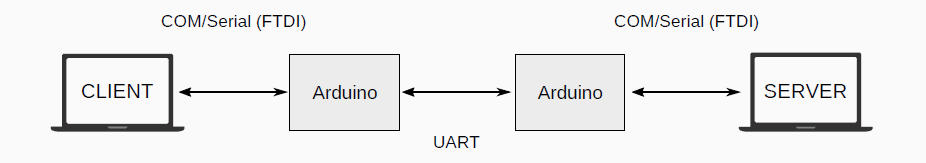 COM/Serial (FTDI)
COM/Serial (FTDI)
CLIENT
Arduino
Arduino
SERVER
UART